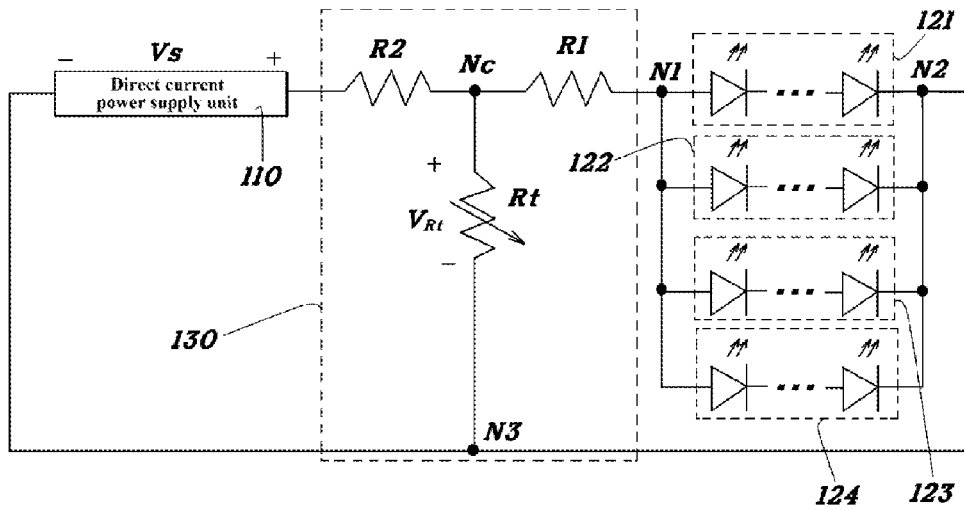 121
Vs
R2
Nc
R1
N1
N2
− +
Direct current
power supply unit
110
122
+
Rt
VRt
−
130
N3
123
124